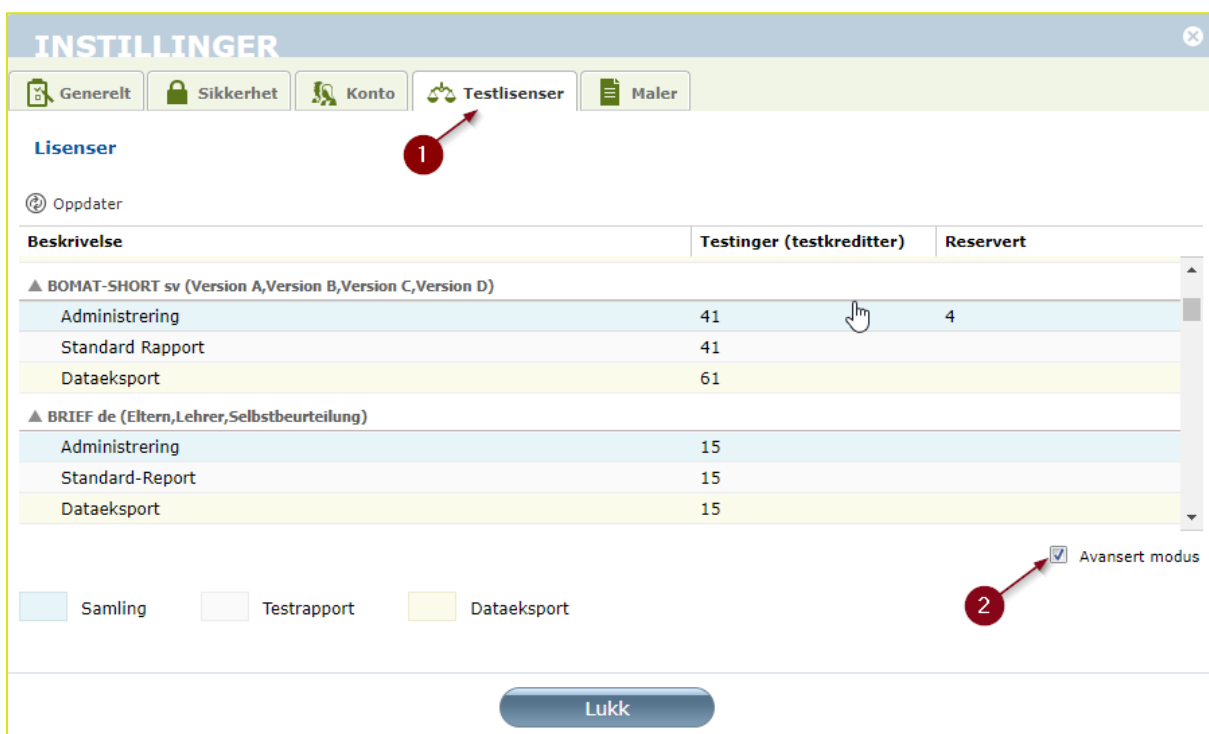 INSTILLINGER
Generelt Sikkerhet Konto Testlisenser Maler
1
Lisenser
Oppdater
Beskrivelse Testinger (testkreditter) Reservert
BOMAT-SHORT sv (Version A,Version B,Version C,Version D)
Administrering 41 4
Standard Rapport 41
Dataeksport 61
BRIEF de (Eltern,Lehrer,Selbstbeurteilung)
Administrering 15
Standard-Report 15
Dataeksport 15
Avansert modus
2
Samling Testrapport Dataeksport
Lukk